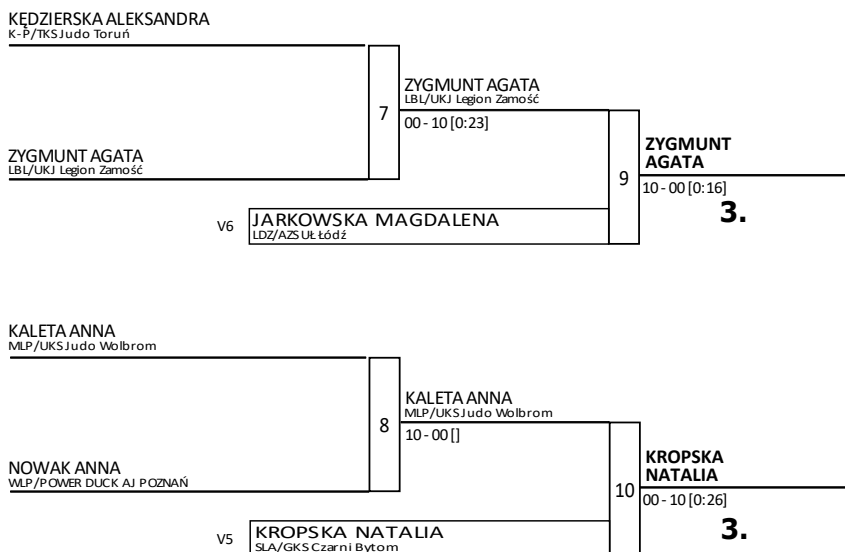 KĘDZIERSKA ALEKSANDRA
K-P/TKS Judo Toruń
7
ZYGMUNT AGATA
LBL/UKJ Legion Zamość
00 - 10 [0:23]
ZYGMUNT AGATA
LBL/UKJ Legion Zamość
9
ZYGMUNT
AGATA
10 - 00 [0:16]
3.
V6
JARKOWSKA MAGDALENA
LDZ/AZS UŁ Łódź
KALETA ANNA
MLP/UKS Judo Wolbrom
8
KALETA ANNA
MLP/UKS Judo Wolbrom
10 - 00 []
NOWAK ANNA
WLP/POWER DUCK AJ POZNAŃ
10
KROPSKA
NATALIA
00 - 10 [0:26]
3.
V5
KROPSKA NATALIA
SLA/GKS Czarni Bytom